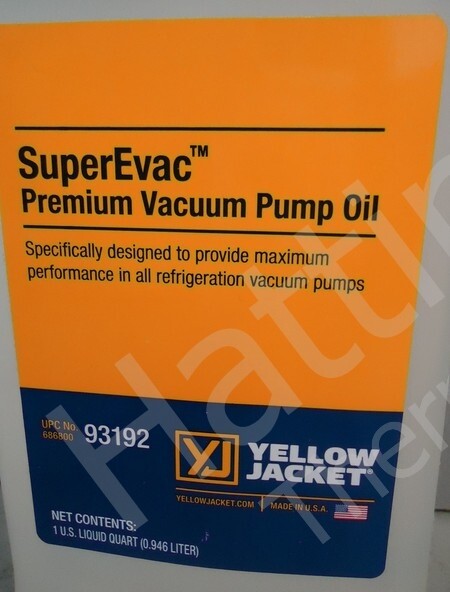 SuperEvac™
Premium Vacuum Pump Oil
Specifically designed to provide maximum
performance in all refrigeration vacuum pumps
UPC No.
686800 93192
YJ YELLOW
JACKET®
YELLOWJACKET.COM MADE IN U.S.A.
NET CONTENTS:
1 U.S. LIQUID QUART (0.946 LITER)